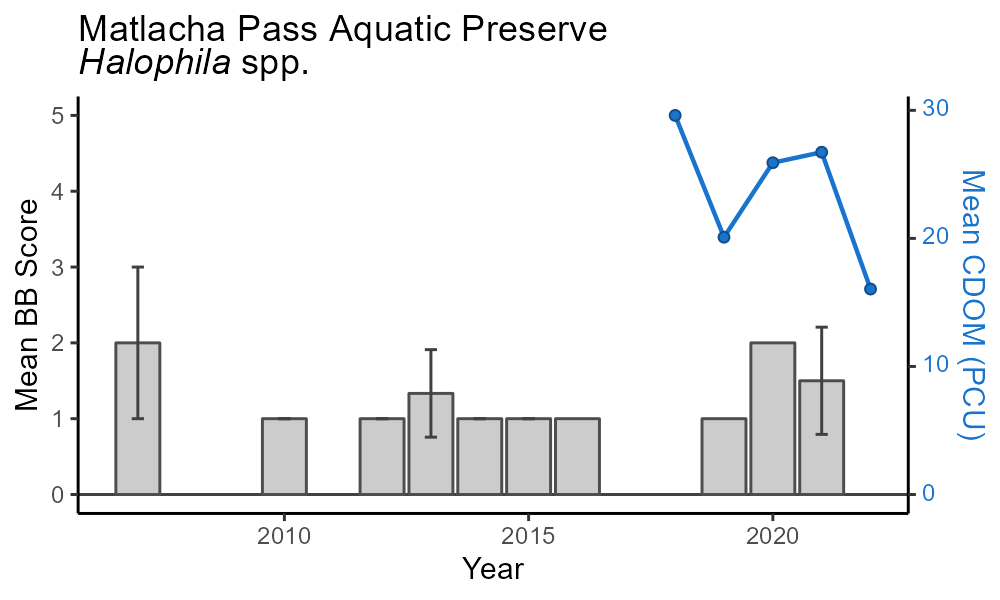 Matlacha Pass Aquatic Preserve
Halophila spp.
5
4
3
2
1
0
Mean BB Score
30
20
10
0
Mean CDOM (PCU)
2010
2015
2020
Year